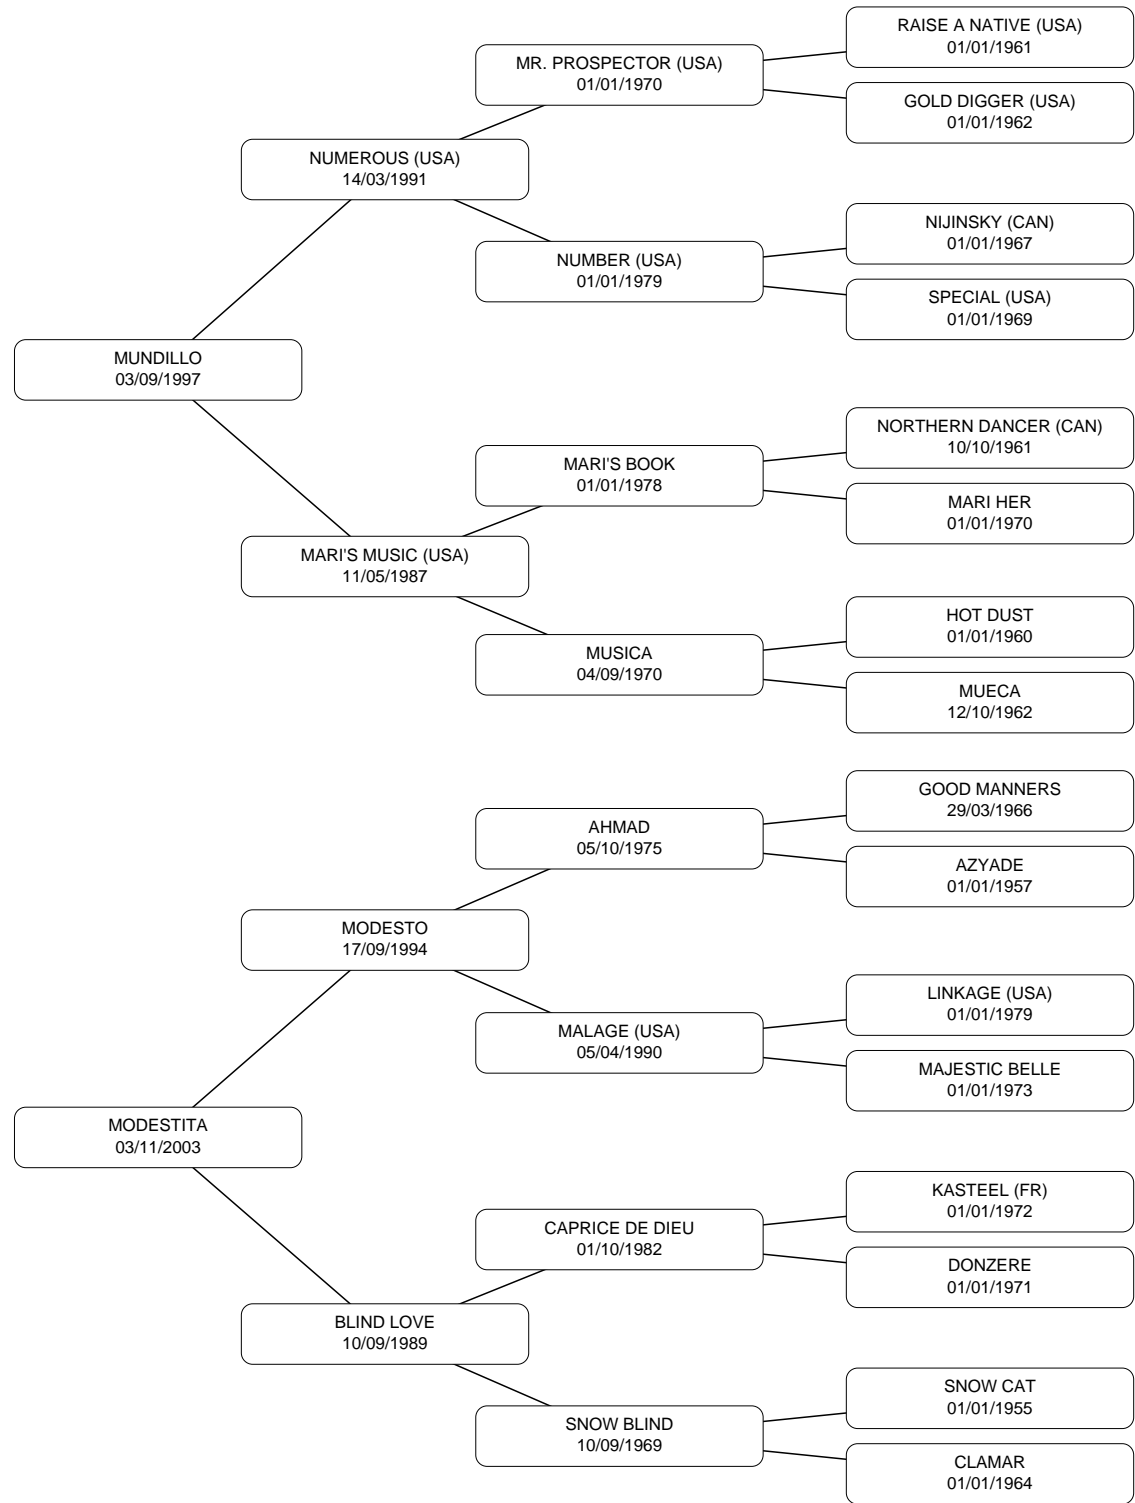 RAISE A NATIVE (USA)
01/01/1961
MR. PROSPECTOR (USA)
01/01/1970
GOLD DIGGER (USA)
01/01/1962
NUMEROUS (USA)
14/03/1991
NIJINSKY (CAN)
01/01/1967
NUMBER (USA)
01/01/1979
SPECIAL (USA)
01/01/1969
MUNDILLO
03/09/1997
NORTHERN DANCER (CAN)
10/10/1961
MARI'S BOOK
01/01/1978
MARI HER
01/01/1970
MARI'S MUSIC (USA)
11/05/1987
HOT DUST
01/01/1960
MUSICA
04/09/1970
MUECA
12/10/1962
GOOD MANNERS
29/03/1966
AHMAD
05/10/1975
AZYADE
01/01/1957
MODESTO
17/09/1994
LINKAGE (USA)
01/01/1979
MALAGE (USA)
05/04/1990
MAJESTIC BELLE
01/01/1973
MODESTITA
03/11/2003
KASTEEL (FR)
01/01/1972
CAPRICE DE DIEU
01/10/1982
DONZERE
01/01/1971
BLIND LOVE
10/09/1989
SNOW CAT
01/01/1955
SNOW BLIND
10/09/1969
CLAMAR
01/01/1964